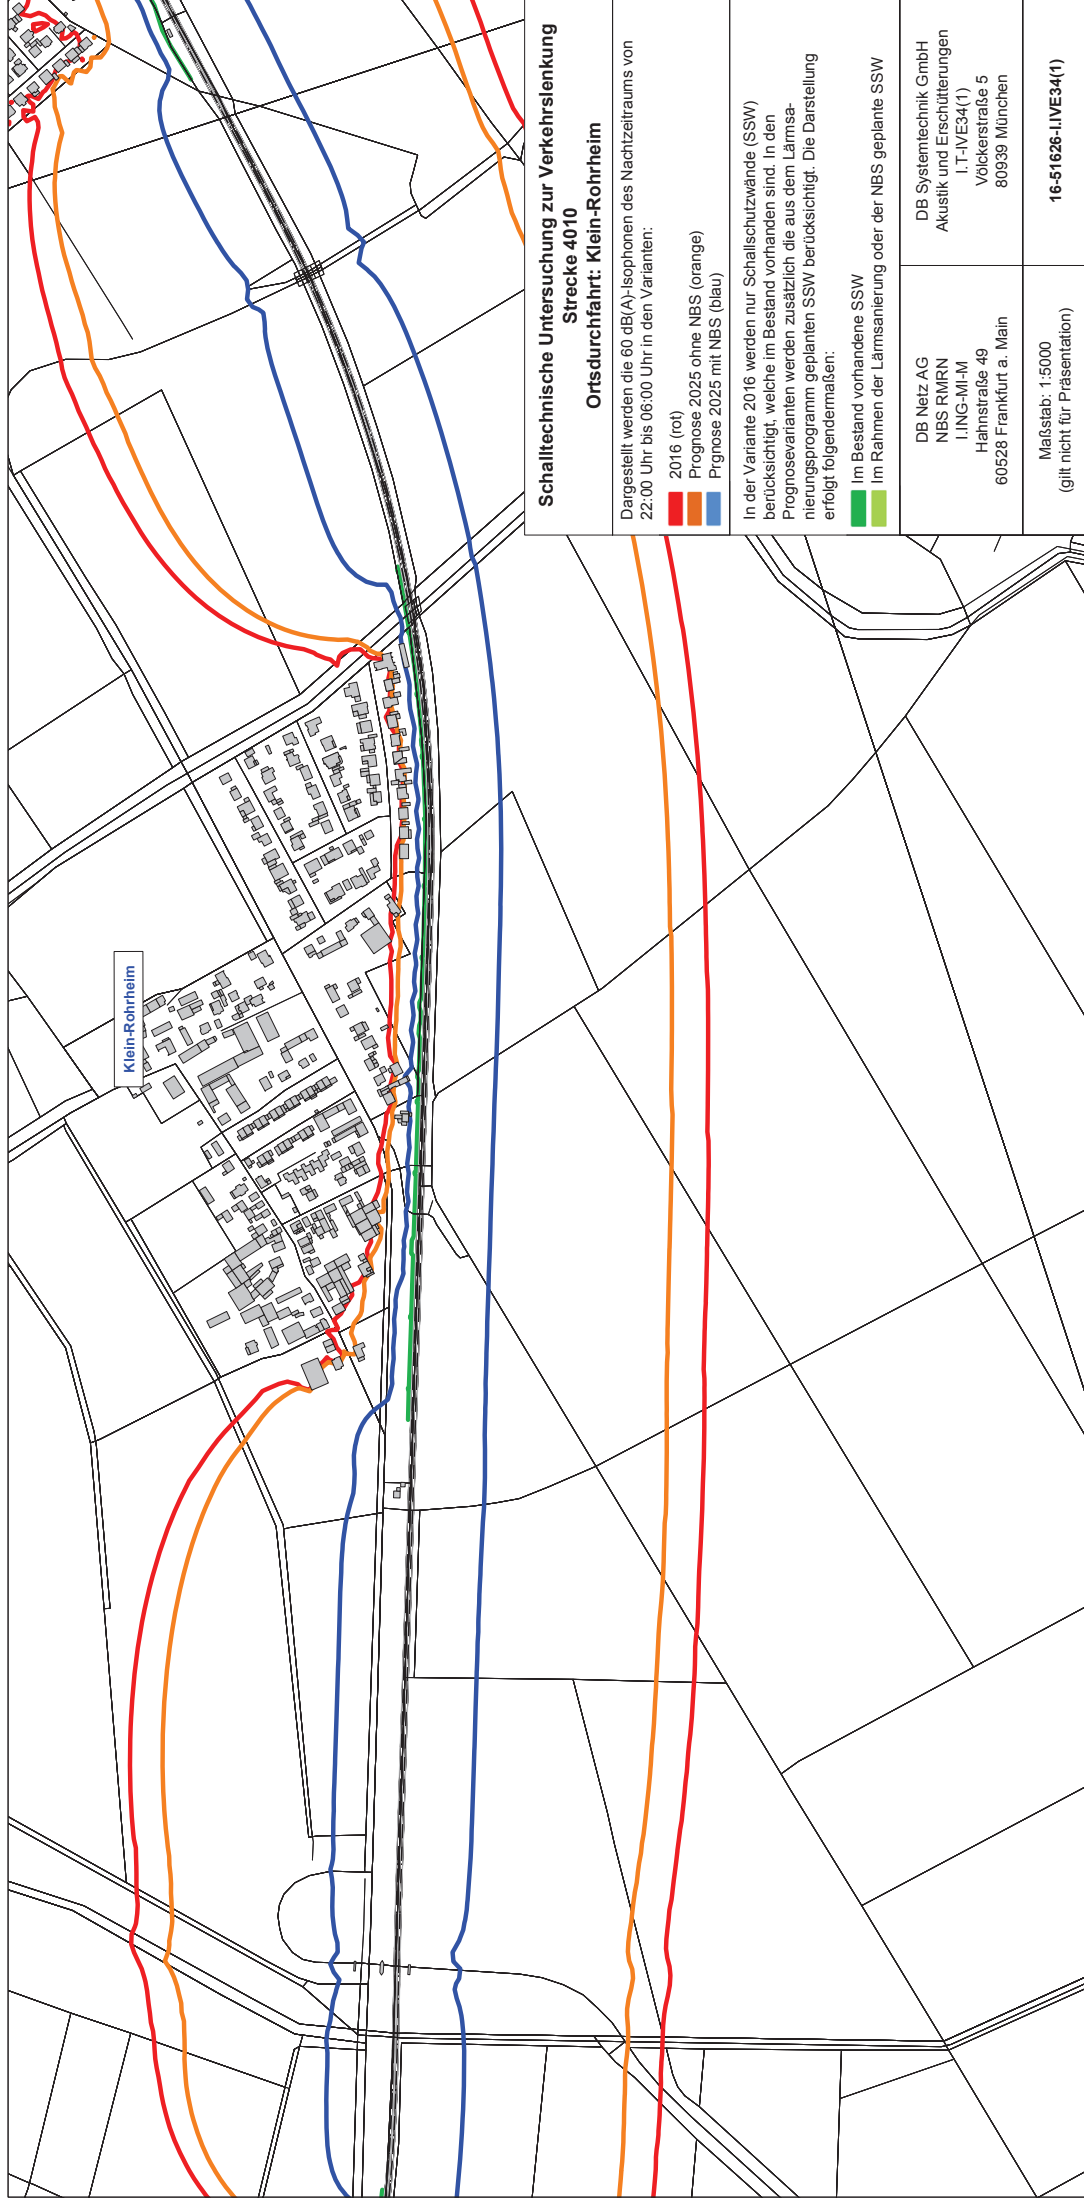 Klein-Rohrheim
Schalltechnische Untersuchung zur Verkehrslenkung
Strecke 4010
Ortsdurchfahrt: Klein-Rohrheim
Dargestellt werden die 60 dB(A)-Isophonen des Nachtzeitraums von
22:00 Uhr bis 06:00 Uhr in den Varianten:
2016 (rot)
Prognose 2025 ohne NBS (orange)
Prgnose 2025 mit NBS (blau)
In der Variante 2016 werden nur Schallschutzwände (SSW)
berücksichtigt, welche im Bestand vorhanden sind. In den
Prognosevarianten werden zusätzlich die aus dem Lärmsa-
nierungsprogramm geplanten SSW berücksichtigt. Die Darstellung
erfolgt folgendermaßen:
Im Bestand vorhandene SSW
Im Rahmen der Lärmsanierung oder der NBS geplante SSW
DB Netz AG
NBS RMRN
I.ING-MI-M
Hahnstraße 49
60528 Frankfurt a. Main
DB Systemtechnik GmbH
Akustik und Erschütterungen
I.T-IVE34(1)
Völckerstraße 5
80939 München
Maßstab: 1:5000
(gilt nicht für Präsentation)
16-51626-I.IVE34(1)